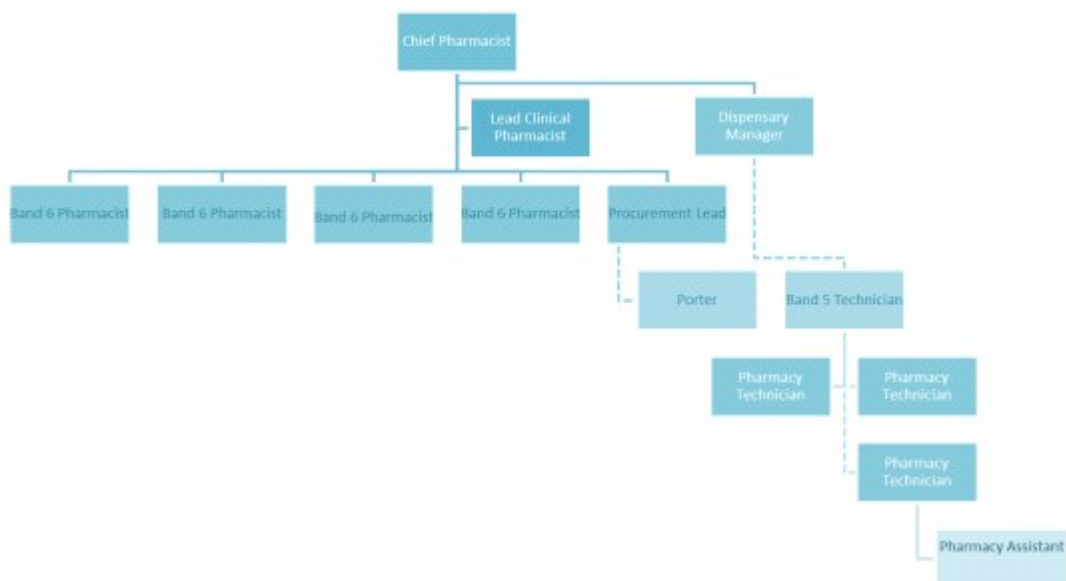 Chief Pharmacist
Lead Clinical
Pharmacist
Dispensary
Manager
Band 6 Pharmacist
Band 6 Pharmacist
Band 6 Pharmacist
Band 6 Pharmacist
Procurement Lead
Porter
Band 5 Technician
Pharmacy
Technician
Pharmacy
Technician
Pharmacy
Technician
Pharmacy Assistant